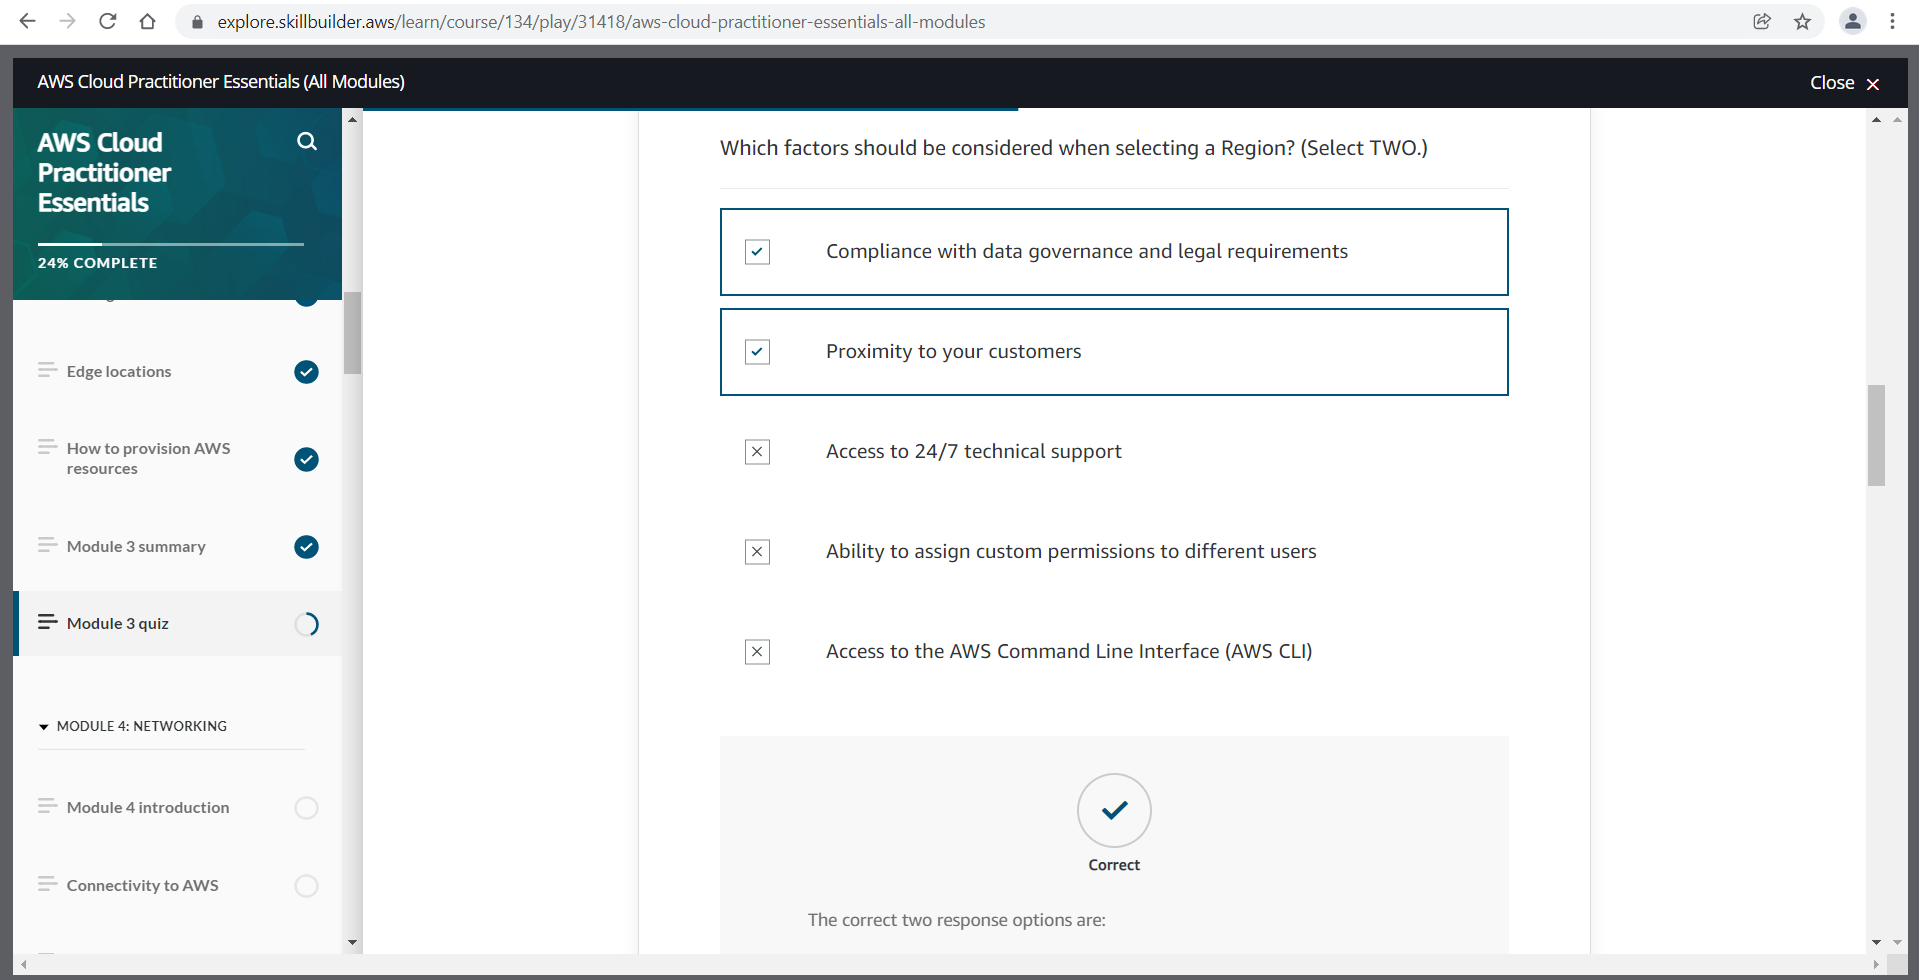 explore.skillbuilder.aws/learn/course/134/play/31418/aws-cloud-practitioner-essentials-all-modules
AWS Cloud Practitioner Essentials (All Modules)
Close
AWS Cloud
Practitioner
Essentials
24% COMPLETE
Edge locations
How to provision AWS
resources
Module 3 summary
Module 3 quiz
MODULE 4: NETWORKING
Module 4 introduction
Connectivity to AWS
Which factors should be considered when selecting a Region? (Select TWO.)
Compliance with data governance and legal requirements
Proximity to your customers
Access to 24/7 technical support
Ability to assign custom permissions to different users
Access to the AWS Command Line Interface (AWS CLI)
Correct
The correct two response options are: